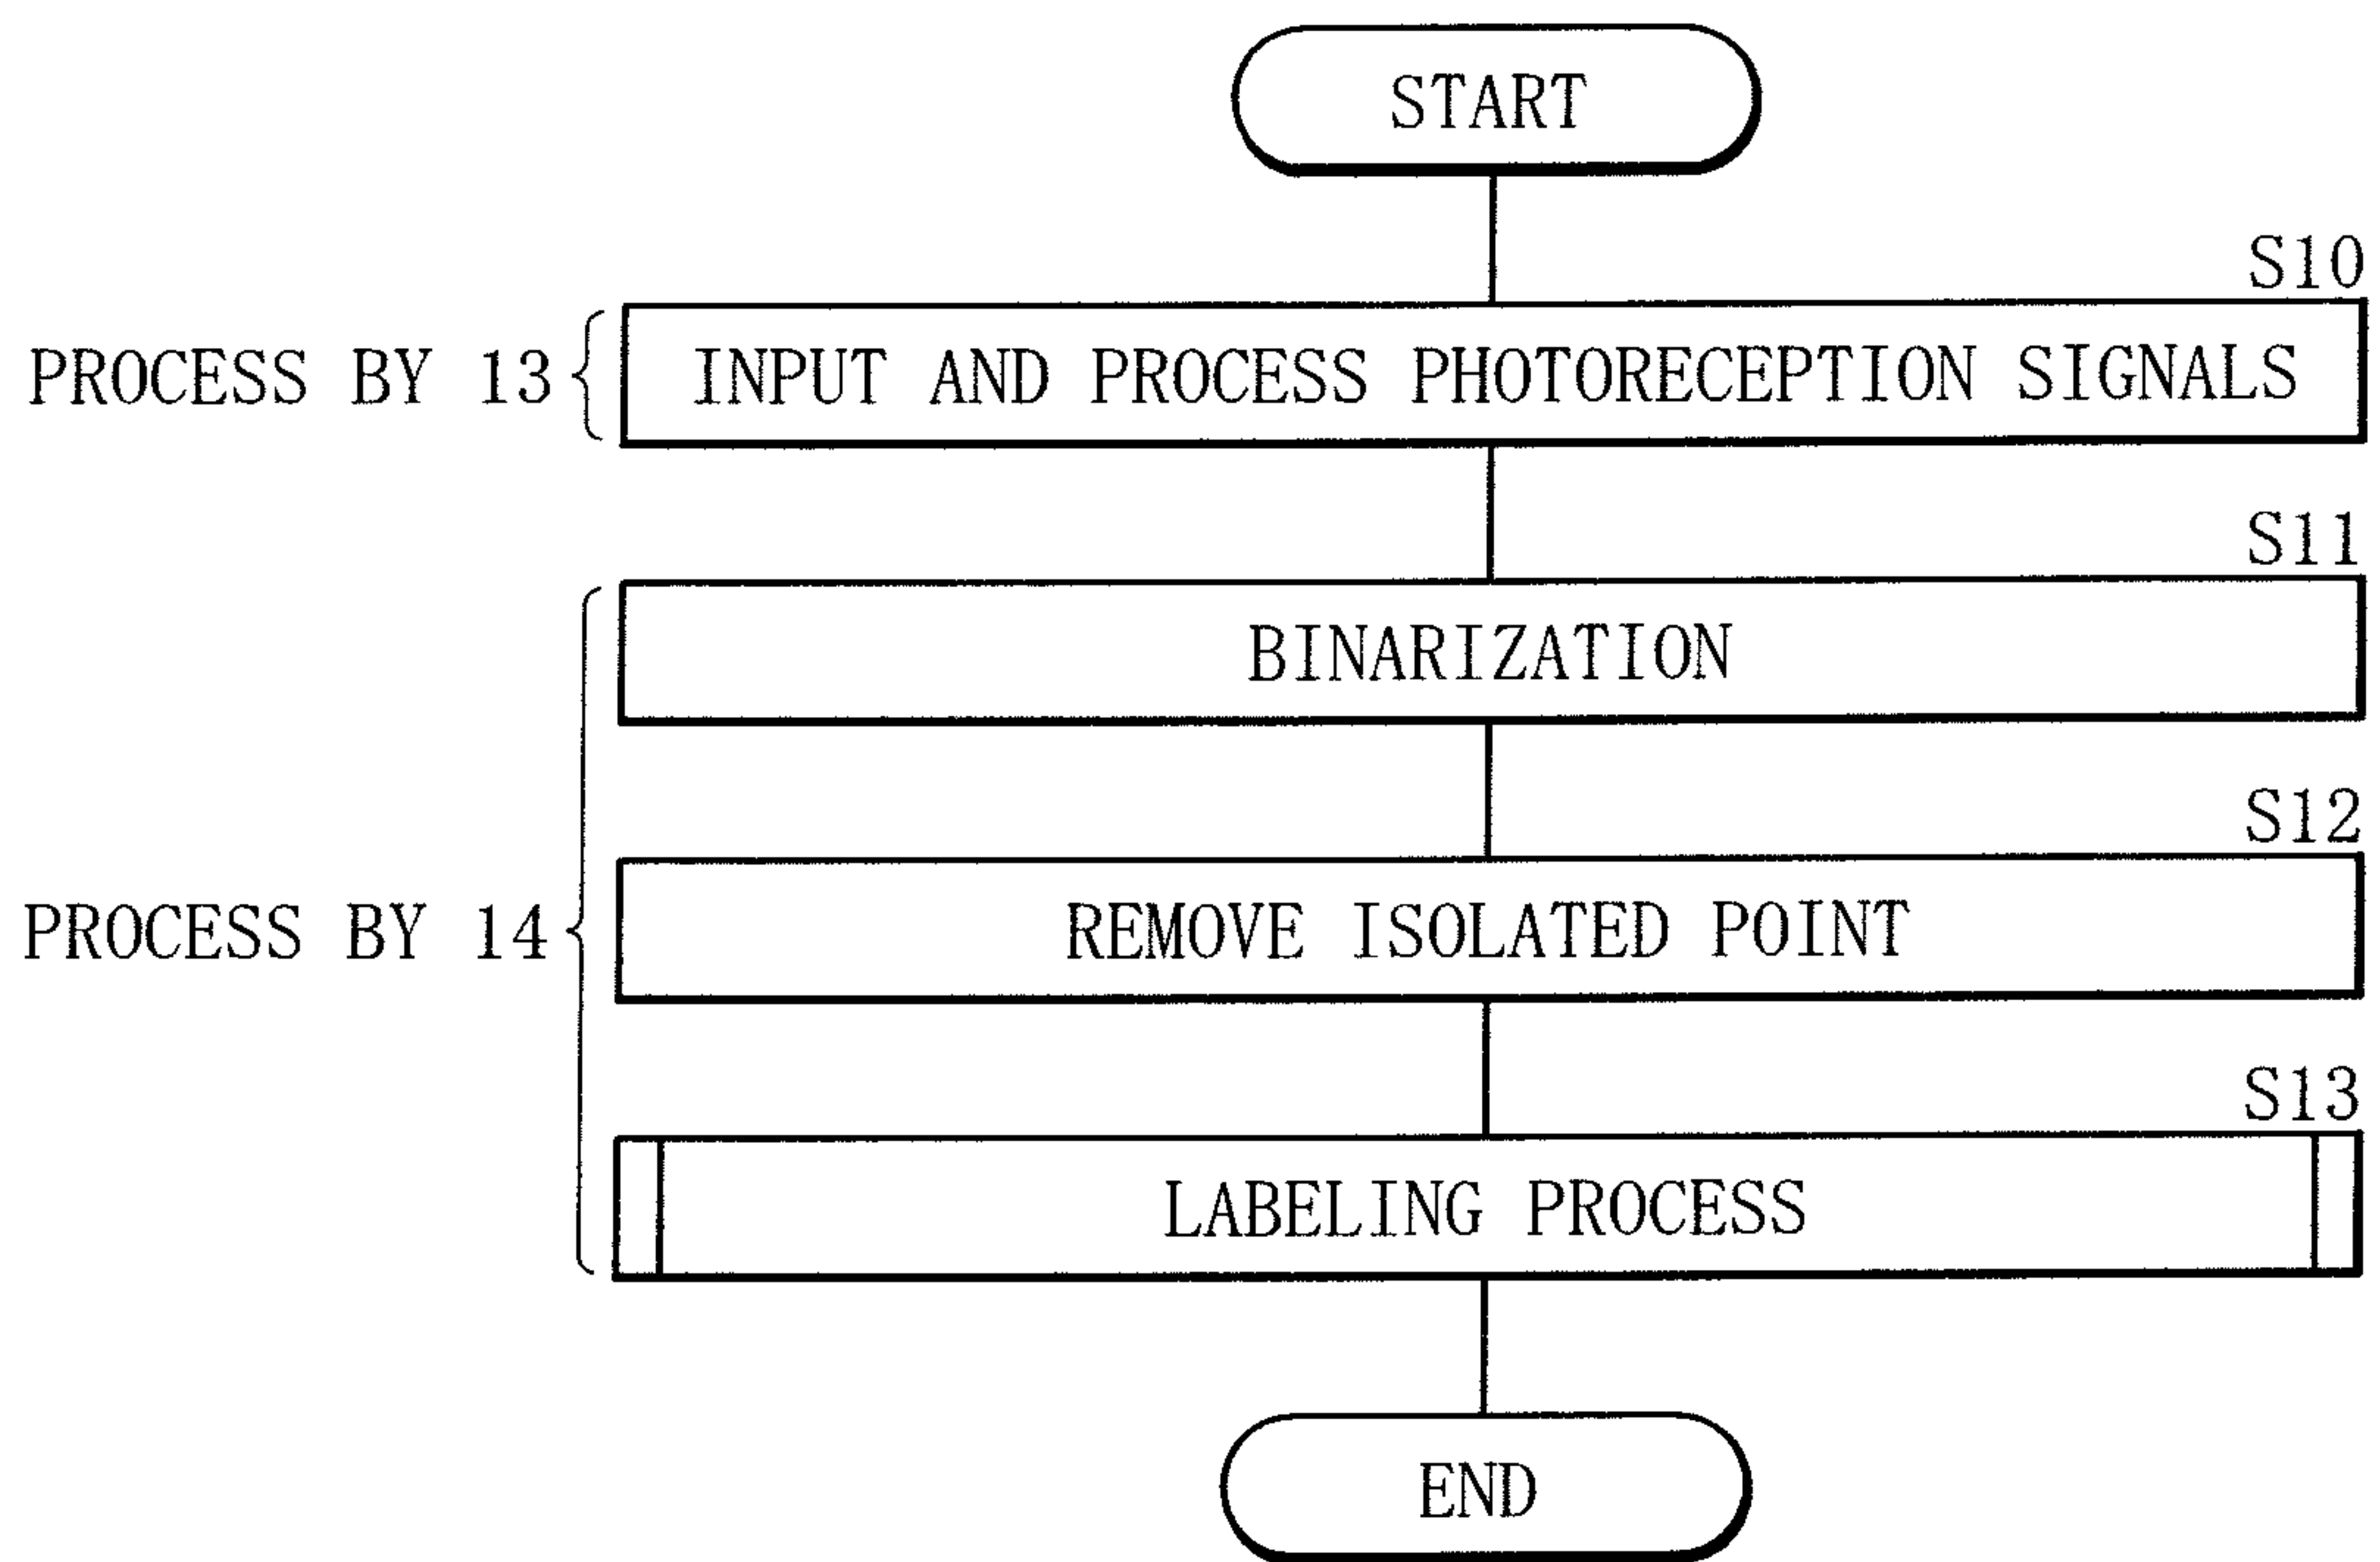 START
S10
PROCESS BY 13
INPUT AND PROCESS PHOTORECEPTION SIGNALS
S11
BINARIZATION
S12
PROCESS BY 14
REMOVE ISOLATED POINT
S13
LABELING PROCESS
END